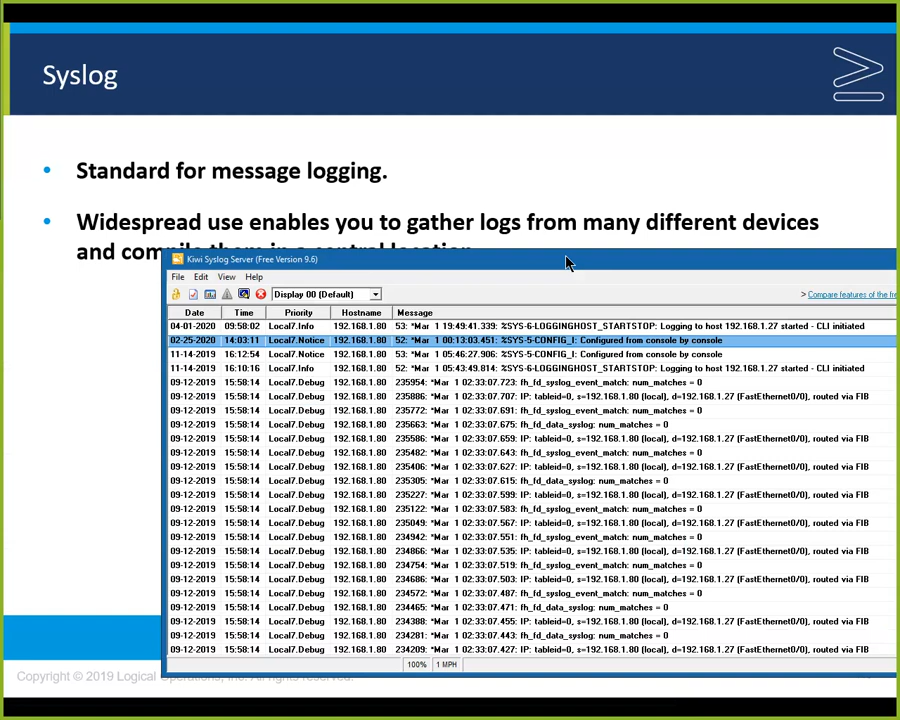 Syslog
• Standard for message logging.
• Widespread use enables you to gather logs from many different devices
and compile them in a central location
Kiwi Syslog Server (Free Version 9.6)
File Edit View Help
Display 00 (Default)
> Compare features of the fre
Date Time Priority Hostname Message
04-01-2020 09:58:02 Local7.Info 192.168.1.80 53: *Mar 1 19:49:41.339: %SYS-6-LOGGINGHOST_STARTSTOP: Logging to host 192.168.1.27 started - CLI initiated
02-25-2020 14:03:11 Local7.Notice 192.168.1.80 52: *Mar 1 00:13:03.451: %SYS-5-CONFIG_I: Configured from console by console
11-14-2019 16:12:54 Local7.Notice 192.168.1.80 53: *Mar 1 05:46:27.906: %SYS-5-CONFIG_I: Configured from console by console
11-14-2019 16:10:16 Local7.Info 192.168.1.80 52: *Mar 1 05:43:49.814: %SYS-6-LOGGINGHOST_STARTSTOP: Logging to host 192.168.1.27 started - CLI initiated
09-12-2019 15:58:14 Local7.Debug 192.168.1.80 235954: *Mar 1 02:33:07.723: fh_fd_syslog_event_match: num_matches = 0
09-12-2019 15:58:14 Local7.Debug 192.168.1.80 235886: *Mar 1 02:33:07.707: IP: tableid=0, s=192.168.1.80 (local), d=192.168.1.27 (FastEthernet0/0), routed via FIB
09-12-2019 15:58:14 Local7.Debug 192.168.1.80 235772: *Mar 1 02:33:07.691: fh_fd_syslog_event_match: num_matches = 0
09-12-2019 15:58:14 Local7.Debug 192.168.1.80 235663: *Mar 1 02:33:07.675: fh_fd_data_syslog: num_matches = 0
09-12-2019 15:58:14 Local7.Debug 192.168.1.80 235586: *Mar 1 02:33:07.659: IP: tableid=0, s=192.168.1.80 (local), d=192.168.1.27 (FastEthernet0/0), routed via FIB
09-12-2019 15:58:14 Local7.Debug 192.168.1.80 235482: *Mar 1 02:33:07.643: fh_fd_syslog_event_match: num_matches = 0
09-12-2019 15:58:14 Local7.Debug 192.168.1.80 235406: *Mar 1 02:33:07.627: IP: tableid=0, s=192.168.1.80 (local), d=192.168.1.27 (FastEthernet0/0), routed via FIB
09-12-2019 15:58:14 Local7.Debug 192.168.1.80 235305: *Mar 1 02:33:07.615: fh_fd_data_syslog: num_matches = 0
09-12-2019 15:58:14 Local7.Debug 192.168.1.80 235227: *Mar 1 02:33:07.599: IP: tableid=0, s=192.168.1.80 (local), d=192.168.1.27 (FastEthernet0/0), routed via FIB
09-12-2019 15:58:14 Local7.Debug 192.168.1.80 235122: *Mar 1 02:33:07.583: fh_fd_syslog_event_match: num_matches = 0
09-12-2019 15:58:14 Local7.Debug 192.168.1.80 235049: *Mar 1 02:33:07.567: IP: tableid=0, s=192.168.1.80 (local), d=192.168.1.27 (FastEthernet0/0), routed via FIB
09-12-2019 15:58:14 Local7.Debug 192.168.1.80 234942: *Mar 1 02:33:07.551: fh_fd_syslog_event_match: num_matches = 0
09-12-2019 15:58:14 Local7.Debug 192.168.1.80 234866: *Mar 1 02:33:07.535: IP: tableid=0, s=192.168.1.80 (local), d=192.168.1.27 (FastEthernet0/0), routed via FIB
09-12-2019 15:58:14 Local7.Debug 192.168.1.80 234754: *Mar 1 02:33:07.519: fh_fd_syslog_event_match: num_matches = 0
09-12-2019 15:58:14 Local7.Debug 192.168.1.80 234686: *Mar 1 02:33:07.503: IP: tableid=0, s=192.168.1.80 (local), d=192.168.1.27 (FastEthernet0/0), routed via FIB
09-12-2019 15:58:14 Local7.Debug 192.168.1.80 234572: *Mar 1 02:33:07.487: fh_fd_syslog_event_match: num_matches = 0
09-12-2019 15:58:14 Local7.Debug 192.168.1.80 234465: *Mar 1 02:33:07.471: fh_fd_data_syslog: num_matches = 0
09-12-2019 15:58:14 Local7.Debug 192.168.1.80 234388: *Mar 1 02:33:07.455: IP: tableid=0, s=192.168.1.80 (local), d=192.168.1.27 (FastEthernet0/0), routed via FIB
09-12-2019 15:58:14 Local7.Debug 192.168.1.80 234281: *Mar 1 02:33:07.443: fh_fd_data_syslog: num_matches = 0
09-12-2019 15:58:14 Local7.Debug 192.168.1.80 234209: *Mar 1 02:33:07.427: IP: tableid=0, s=192.168.1.80 (local), d=192.168.1.27 (FastEthernet0/0), routed via FIB
100% 1 MPH
Copyright © 2019 Logical Operations, Inc. All rights reserved.